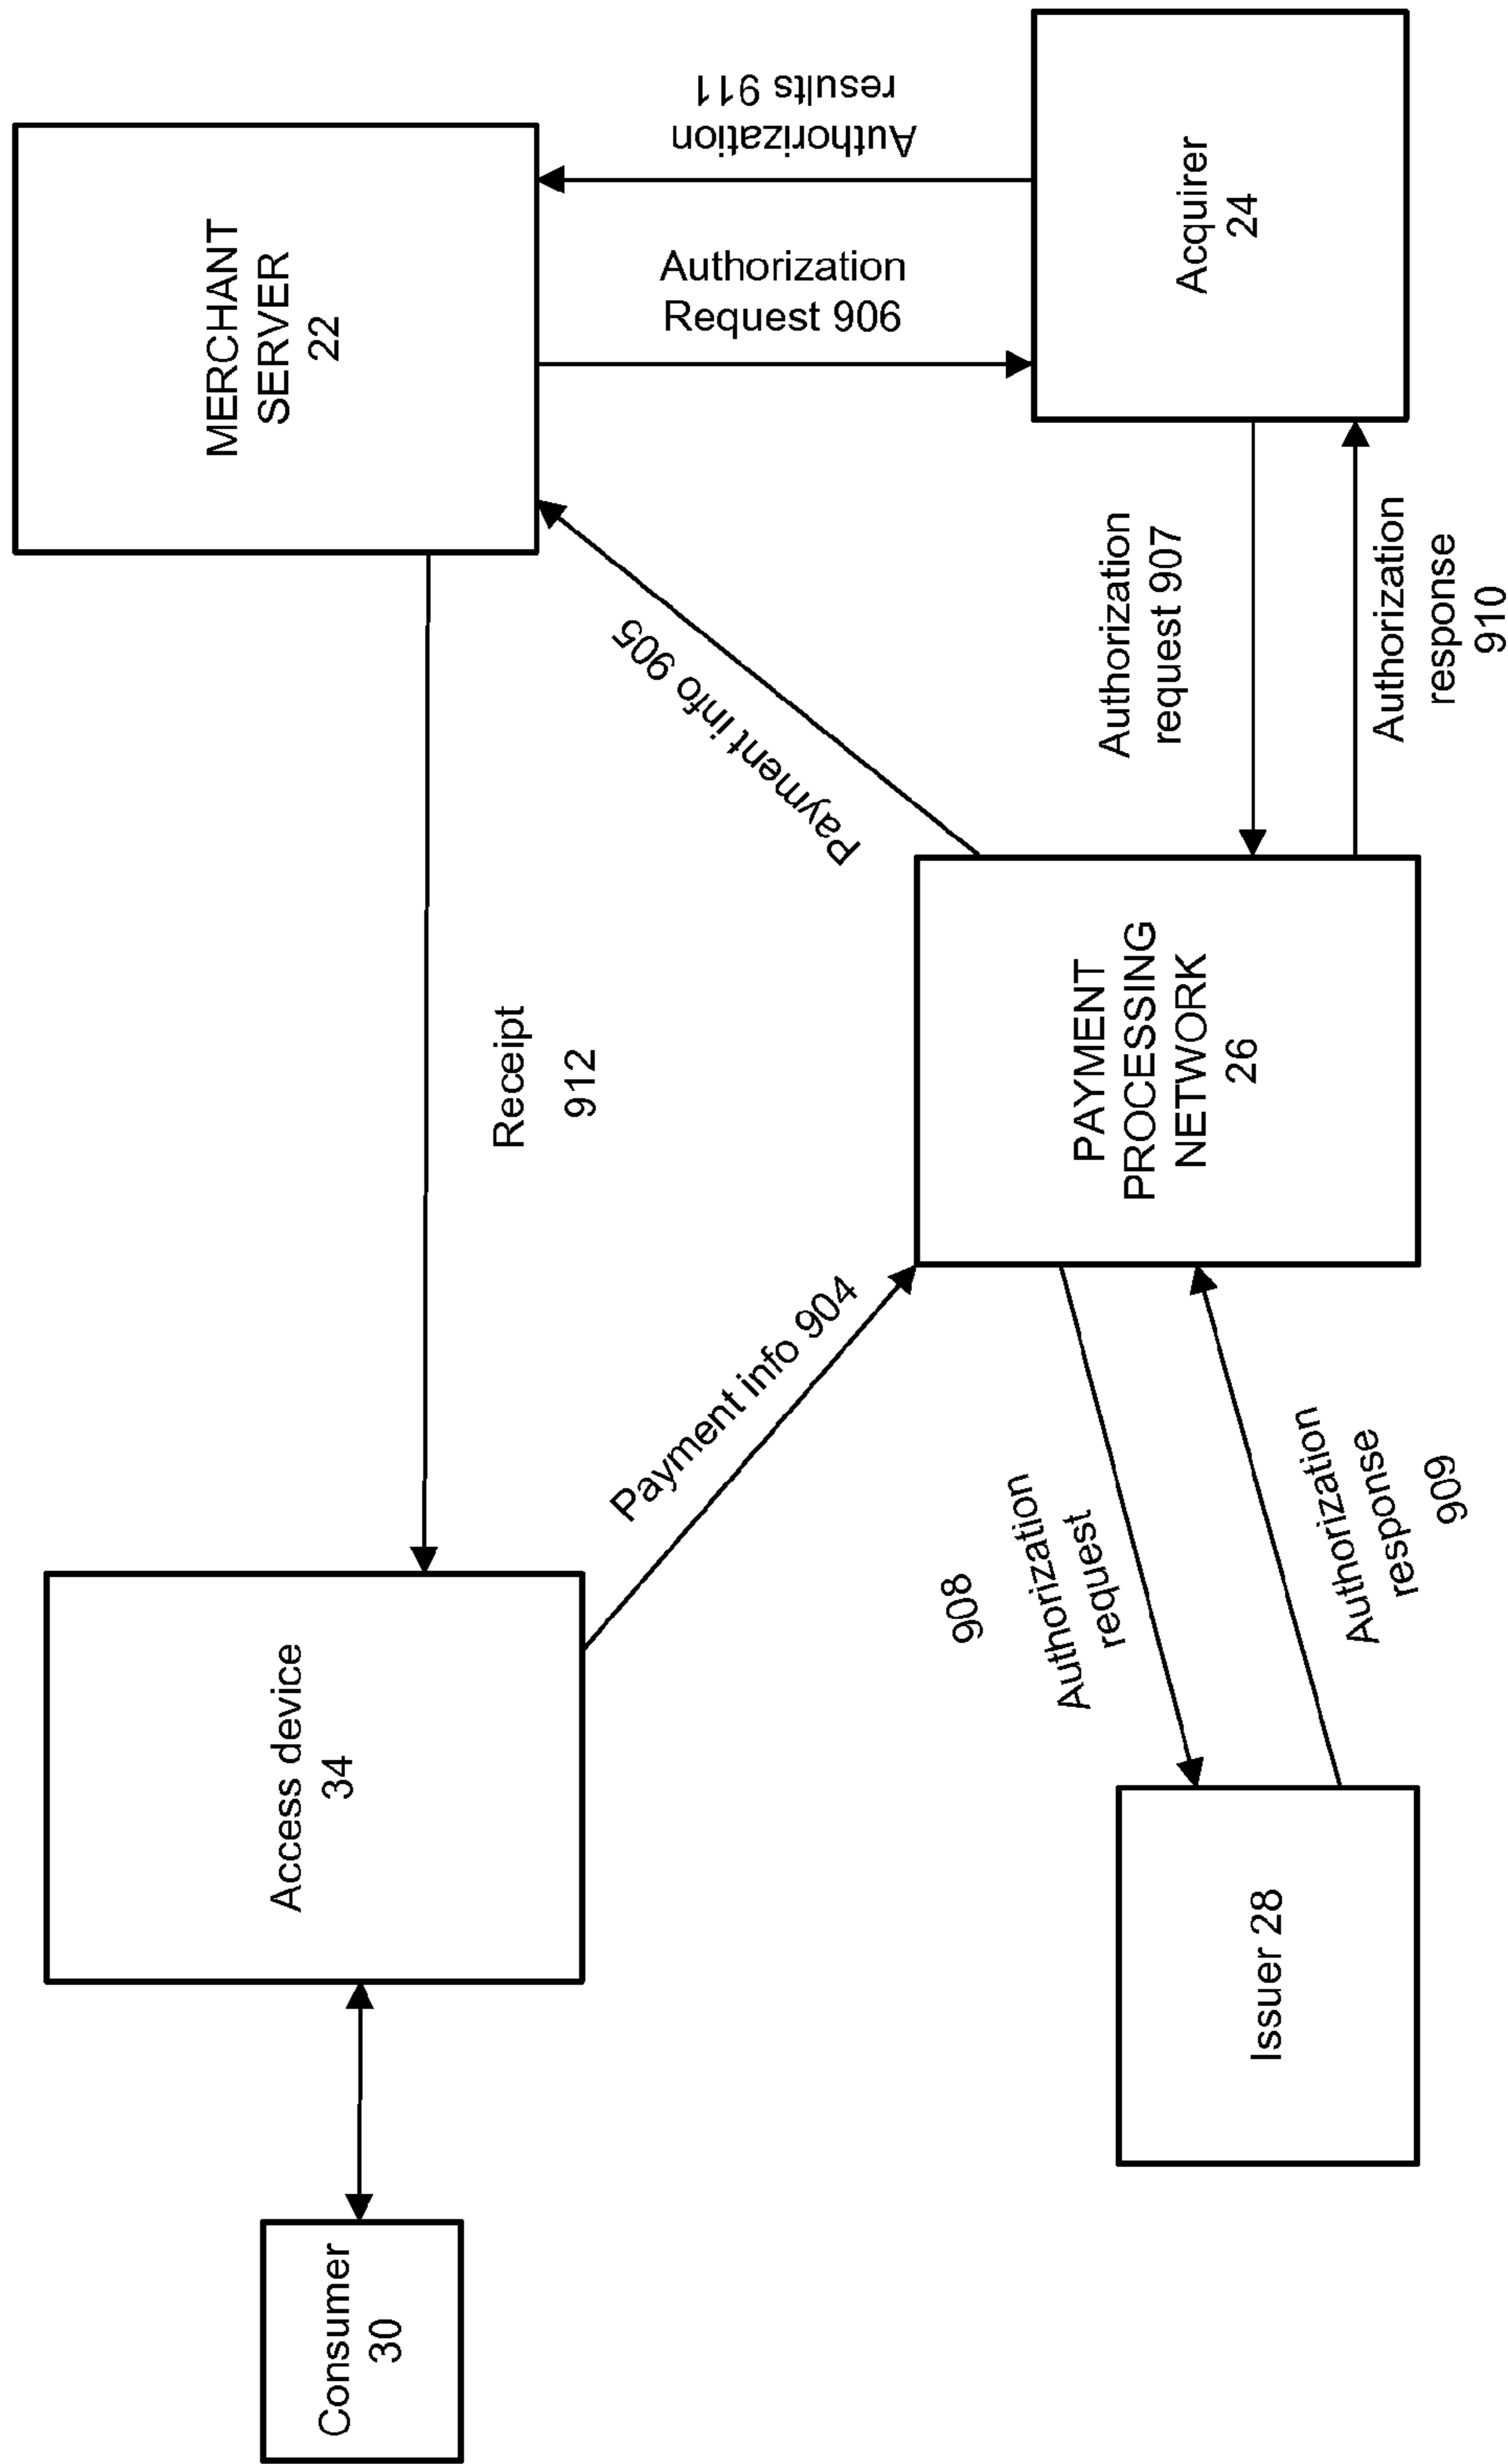 Consumer
30
Access device
34
Receipt
912
MERCHANT
SERVER
22
Payment info 904
Payment info 905
Authorization
Request 906
Authorization
results 911
Issuer 28
908
Authorization
request
Authorization
response
909
PAYMENT
PROCESSING
NETWORK
26
Authorization
request 907
Authorization
response
910
Acquirer
24